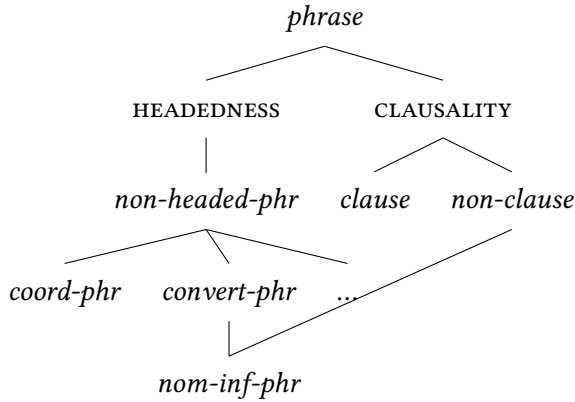 phrase
HEADEDNESS CLAUSALITY
non-headed-phr clause non-clause
coord-phr convert-phr ...
nom-inf-phr